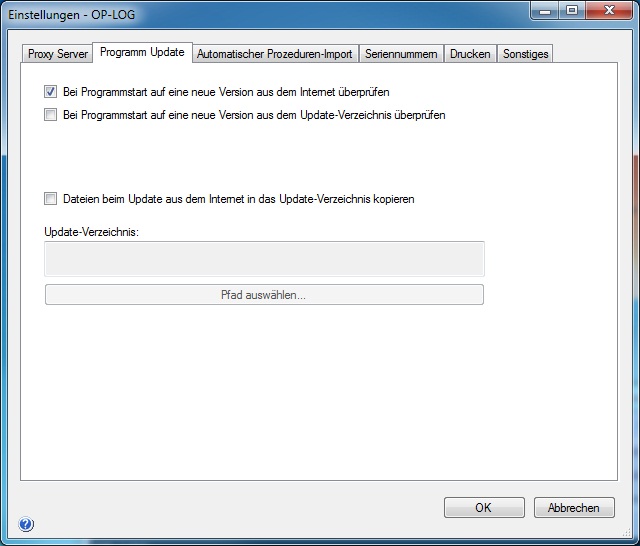 Einstellungen - OP-LOG
Proxy Server Programm Update Automatischer Prozeduren-Import Seriennummern Drucken Sonstiges
Bei Programmstart auf eine neue Version aus dem Internet überprüfen
Bei Programmstart auf eine neue Version aus dem Update-Verzeichnis überprüfen
Dateien beim Update aus dem Internet in das Update-Verzeichnis kopieren
Update-Verzeichnis:
Pfad auswählen...
OK Abbrechen
?